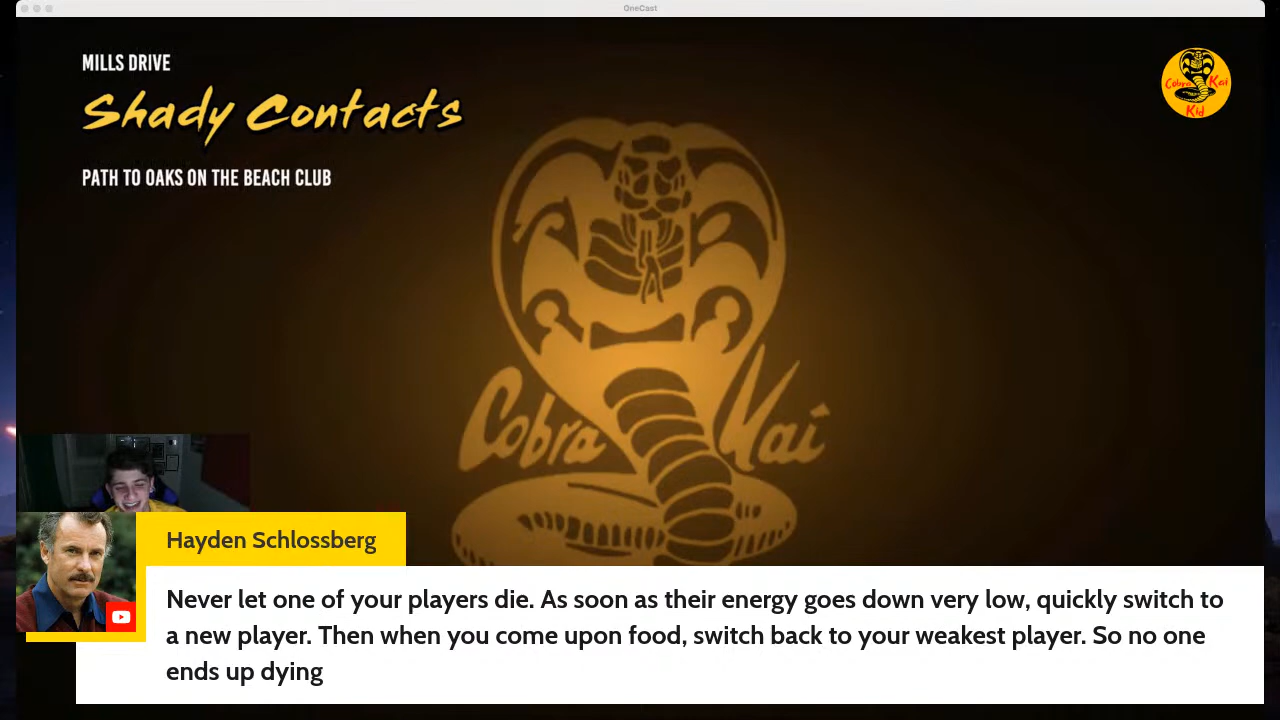 OneCast
MILLS DRIVE
Shady Contacts
PATH TO OAKS ON THE BEACH CLUB
Cobra Kai
Kid
Cobra Kai
Hayden Schlossberg
Never let one of your players die. As soon as their energy goes down very low, quickly switch to
a new player. Then when you come upon food, switch back to your weakest player. So no one
ends up dying